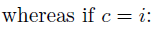 whereas if c = i: